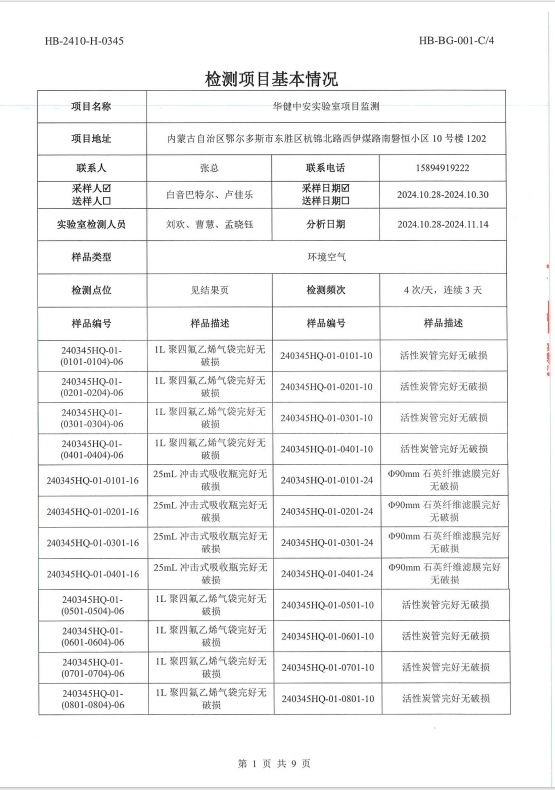 HB-2410-H-0345 HB-BG-001-C/4
检测项目基本情况
项目名称 华健中安实验室项目监测
项目地址 内蒙古自治区鄂尔多斯市东胜区杭锦北路西伊煤路南磐恒小区 10 号楼 1202
联系人 张总 联系电话 15894919222
采样人☑ 白音巴特尔、卢佳乐 采样日期☑ 2024.10.28-2024.10.30
送样人☐ 送样日期☐
实验室检测人员 刘欢、曹慧、孟晓钰 分析日期 2024.10.28-2024.11.14
样品类型 环境空气
检测点位 见结果页 检测频次 4 次/天，连续 3 天
样品编号 样品描述 样品编号 样品描述
240345HQ-01- 1L 聚四氟乙烯气袋完好无 240345HQ-01-0101-10 活性炭管完好无破损
(0101-0104)-06 破损
240345HQ-01- 1L 聚四氟乙烯气袋完好无 240345HQ-01-0201-10 活性炭管完好无破损
(0201-0204)-06 破损
240345HQ-01- 1L 聚四氟乙烯气袋完好无 240345HQ-01-0301-10 活性炭管完好无破损
(0301-0304)-06 破损
240345HQ-01- 1L 聚四氟乙烯气袋完好无 240345HQ-01-0401-10 活性炭管完好无破损
(0401-0404)-06 破损
240345HQ-01-0101-16 25mL 冲击式吸收瓶完好无 240345HQ-01-0101-24 Φ90mm 石英纤维滤膜完好
破损 无破损
240345HQ-01-0201-16 25mL 冲击式吸收瓶完好无 240345HQ-01-0201-24 Φ90mm 石英纤维滤膜完好
破损 无破损
240345HQ-01-0301-16 25mL 冲击式吸收瓶完好无 240345HQ-01-0301-24 Φ90mm 石英纤维滤膜完好
破损 无破损
240345HQ-01-0401-16 25mL 冲击式吸收瓶完好无 240345HQ-01-0401-24 Φ90mm 石英纤维滤膜完好
破损 无破损
240345HQ-01- 1L 聚四氟乙烯气袋完好无 240345HQ-01-0501-10 活性炭管完好无破损
(0501-0504)-06 破损
240345HQ-01- 1L 聚四氟乙烯气袋完好无 240345HQ-01-0601-10 活性炭管完好无破损
(0601-0604)-06 破损
240345HQ-01- 1L 聚四氟乙烯气袋完好无 240345HQ-01-0701-10 活性炭管完好无破损
(0701-0704)-06 破损
240345HQ-01- 1L 聚四氟乙烯气袋完好无 240345HQ-01-0801-10 活性炭管完好无破损
(0801-0804)-06 破损
第 1 页 共 9 页